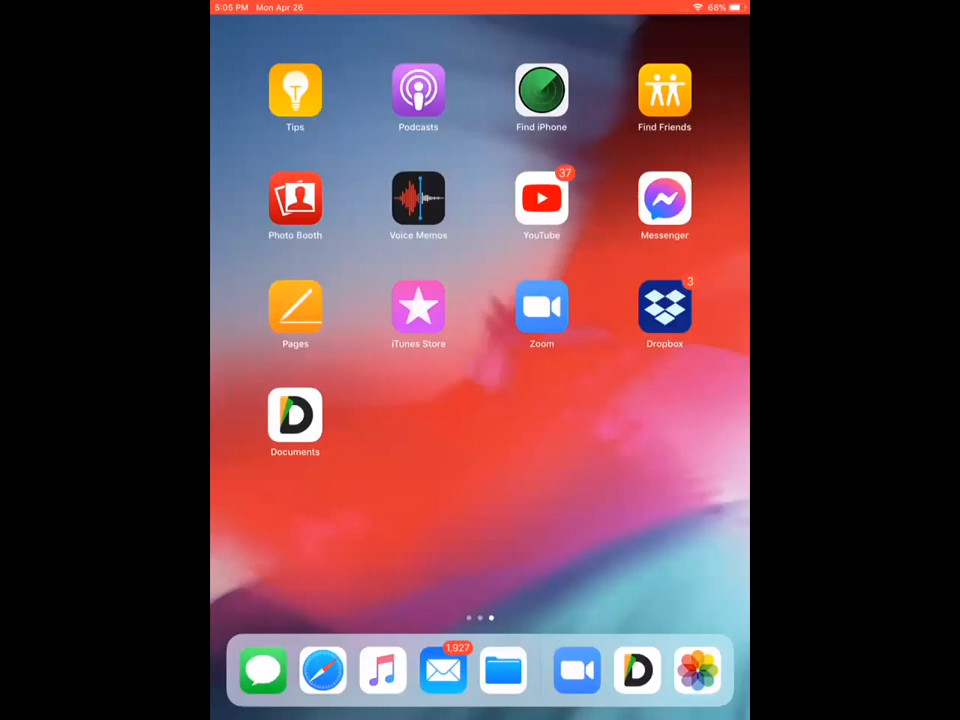 5:05 PM Mon Apr 26 68%
Tips Podcasts Find iPhone Find Friends
37
Photo Booth Voice Memos YouTube Messenger
3
Pages iTunes Store Zoom Dropbox
Documents
1,927